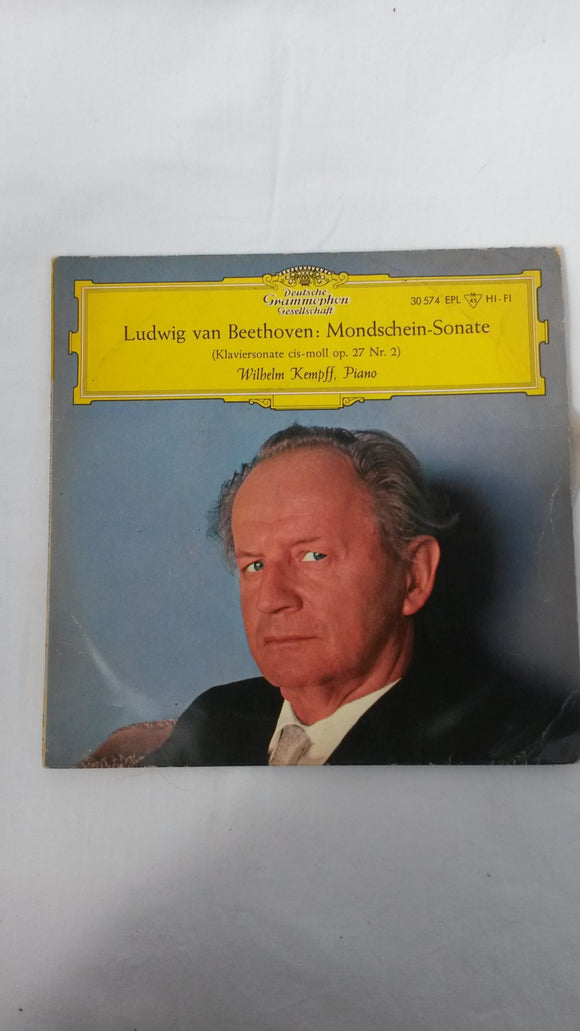 Deutsche
Grammophon
Gesellschaft
30 574 EPL M 45 HI-FI
Ludwig van Beethoven: Mondschein-Sonate
(Klaviersonate cis-moll op. 27 Nr. 2)
Wilhelm Kempff, Piano